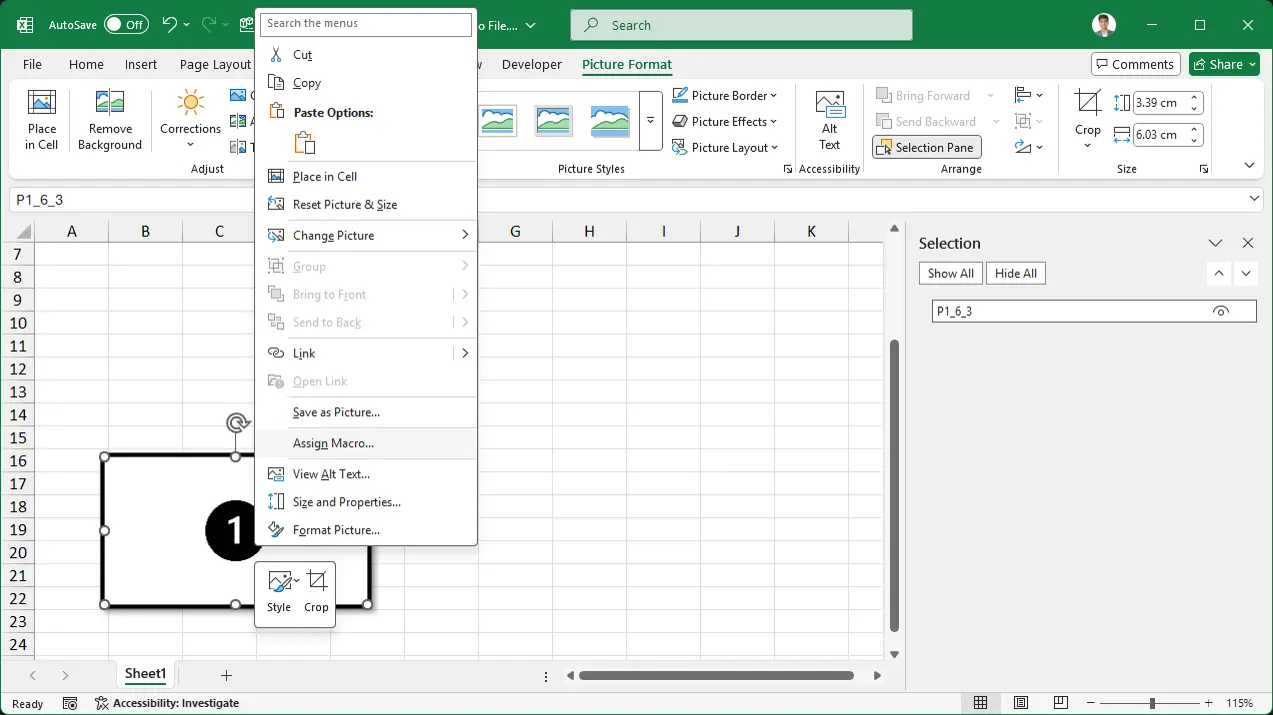 AutoSave Off
o File....
Search
File Home Insert Page Layout Developer Picture Format
Comments Share
Place in Cell
Remove Background
Corrections
Adjust
Picture Border
Picture Effects
Picture Layout
Picture Styles
Alt Text
Accessibility
Bring Forward
Send Backward
Selection Pane
Arrange
Crop
3.39 cm
6.03 cm
Size
P1_6_3
Search the menus
Cut
Copy
Paste Options:
Place in Cell
Reset Picture & Size
Change Picture
Group
Bring to Front
Send to Back
Link
Open Link
Save as Picture...
Assign Macro...
View Alt Text...
Size and Properties...
Format Picture...
Style Crop
A B C G H I J K
7
8
9
10
11
12
13
14
15
16
17
18
19
20
21
22
23
24
1
Selection
Show All Hide All
P1_6_3
Sheet1
Ready Accessibility: Investigate 115%